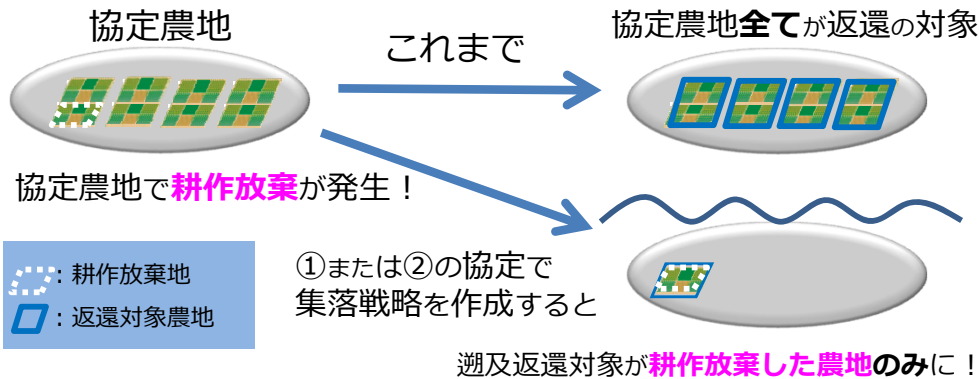 協定農地
これまで
協定農地全てが返還の対象
協定農地で耕作放棄が発生！
：耕作放棄地
：返還対象農地
①または②の協定で
集落戦略を作成すると
遡及返還対象が耕作放棄した農地のみに！